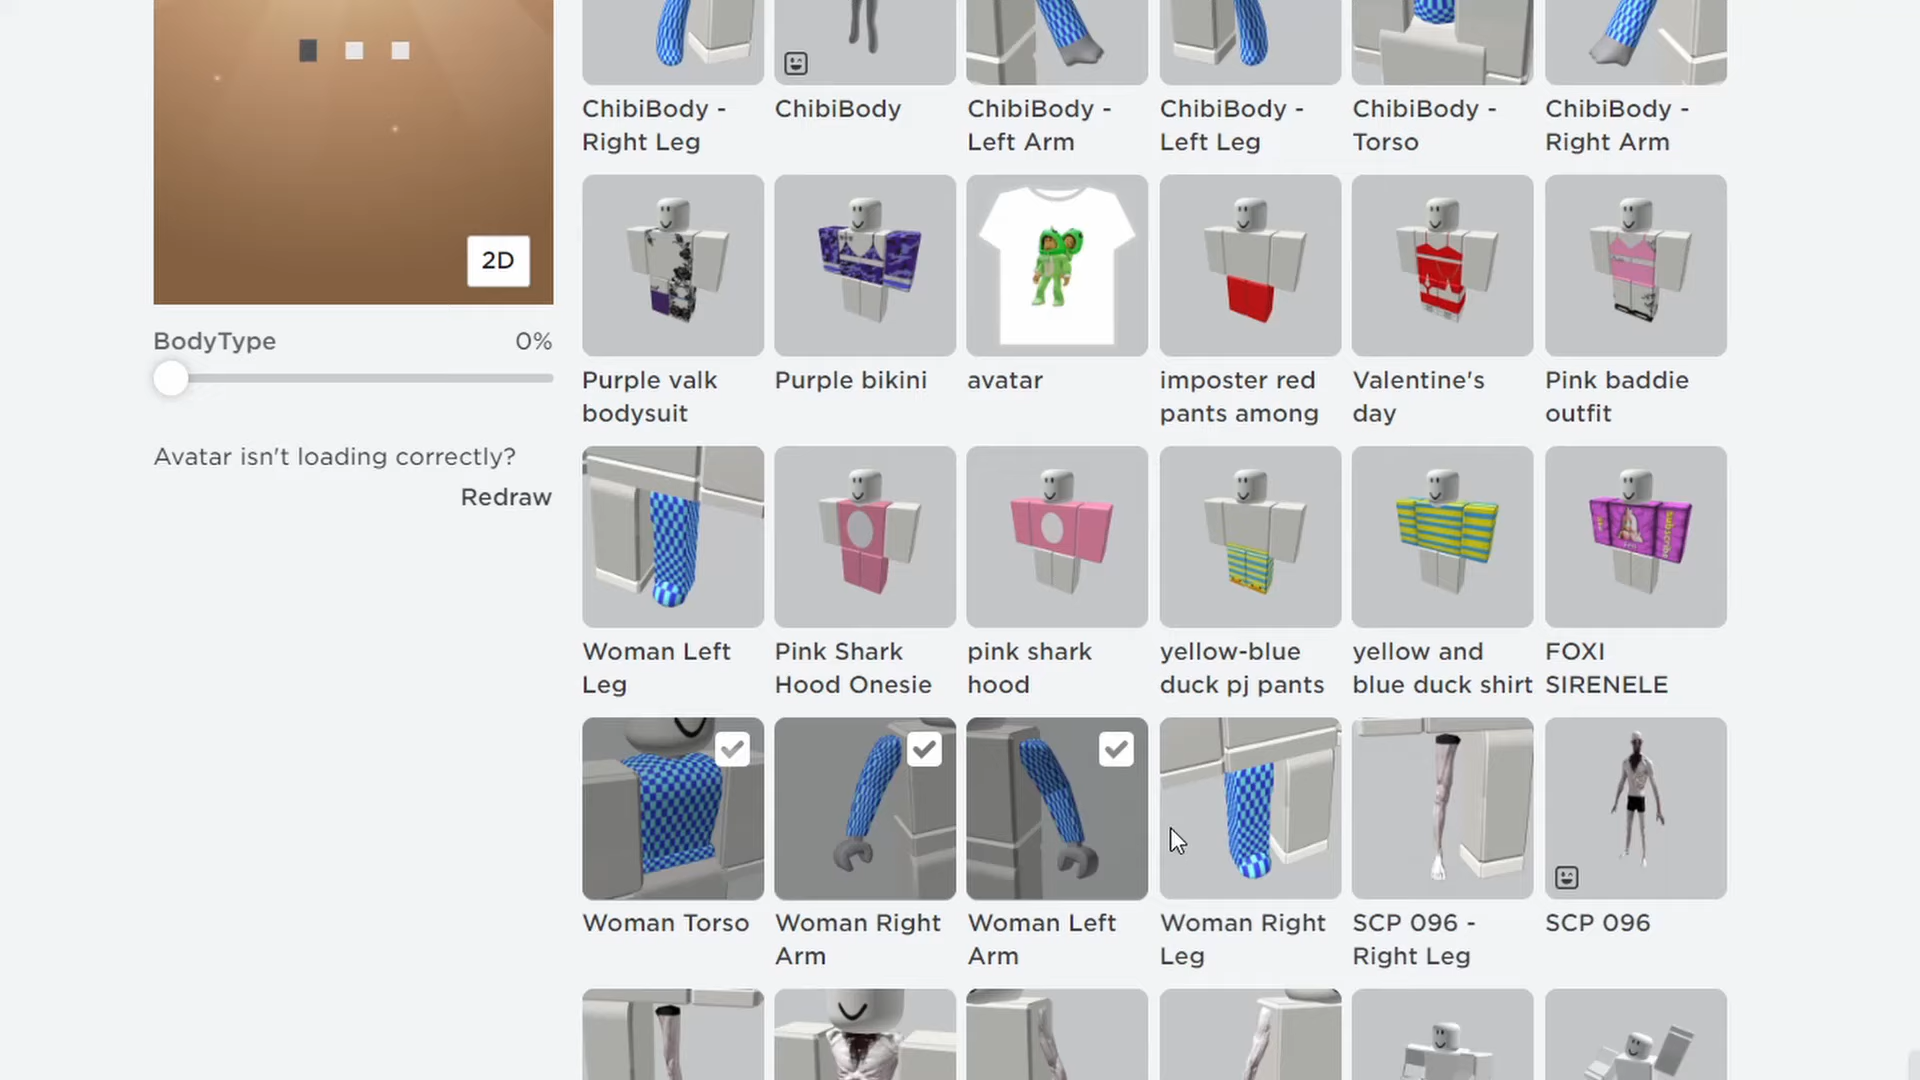 ChibiBody -
Right Leg
ChibiBody
ChibiBody -
Left Arm
ChibiBody -
Left Leg
ChibiBody -
Torso
ChibiBody -
Right Arm
2D
BodyType 0%
Avatar isn't loading correctly?
Redraw
Purple valk
bodysuit
Purple bikini
avatar
imposter red
pants among
Valentine's
day
Pink baddie
outfit
Woman Left
Leg
Pink Shark
Hood Onesie
pink shark
hood
yellow-blue
duck pj pants
yellow and
blue duck shirt
FOXI
SIRENELE
Woman Torso
Woman Right
Arm
Woman Left
Arm
Woman Right
Leg
SCP 096 -
Right Leg
SCP 096